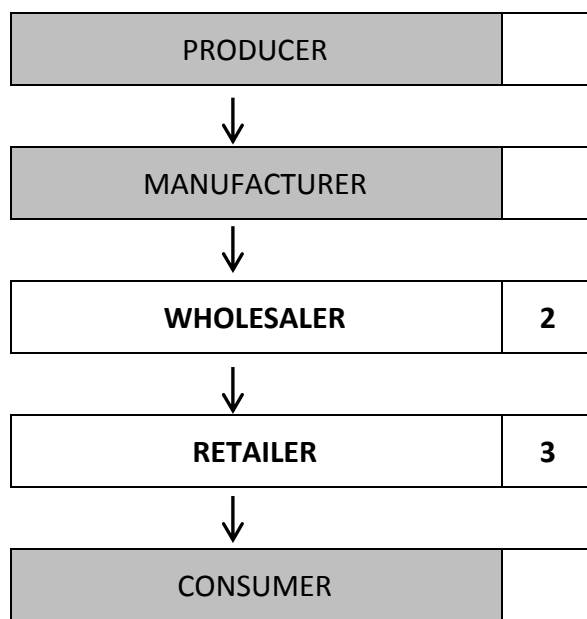 PRODUCER
MANUFACTURER
WHOLESALER 2
RETAILER 3
CONSUMER